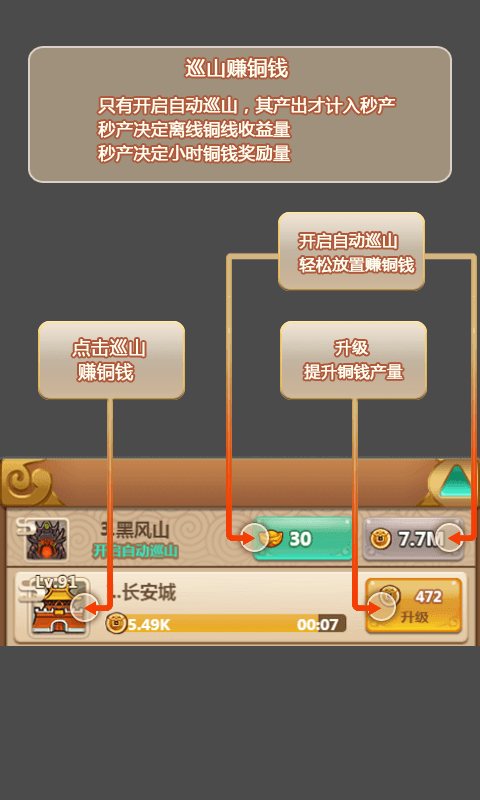 巡山赚铜钱
只有开启自动巡山，其产出才计入秒产
秒产决定离线铜线收益量
秒产决定小时铜钱奖励量
开启自动巡山
轻松放置赚铜钱
点击巡山
赚铜钱
升级
提升铜钱产量
3.黑风山
开启自动巡山
30
7.7M
Lv.91
..长安城
5.49K
00:07
472
升级